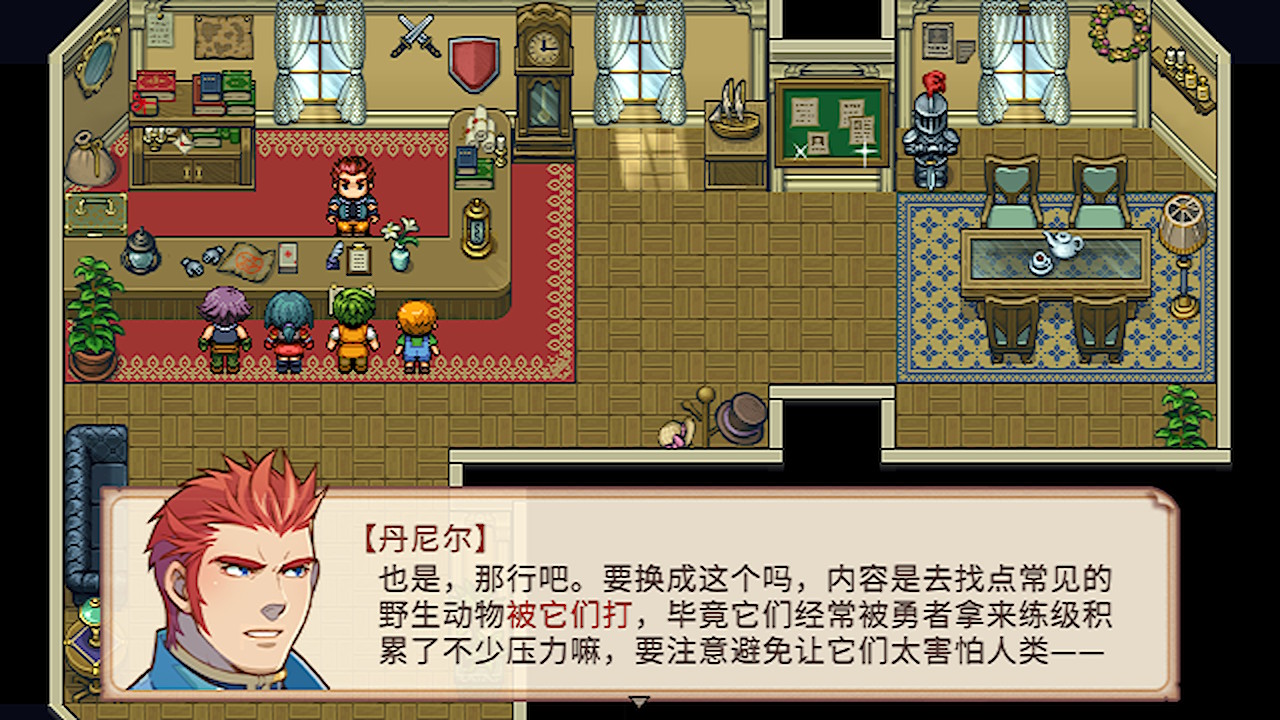 【丹尼尔】
也是，那行吧。要换成这个吗，内容是去找点常见的
野生动物被它们打，毕竟它们经常被勇者拿来练级积
累了不少压力嘛，要注意避免让它们太害怕人类——